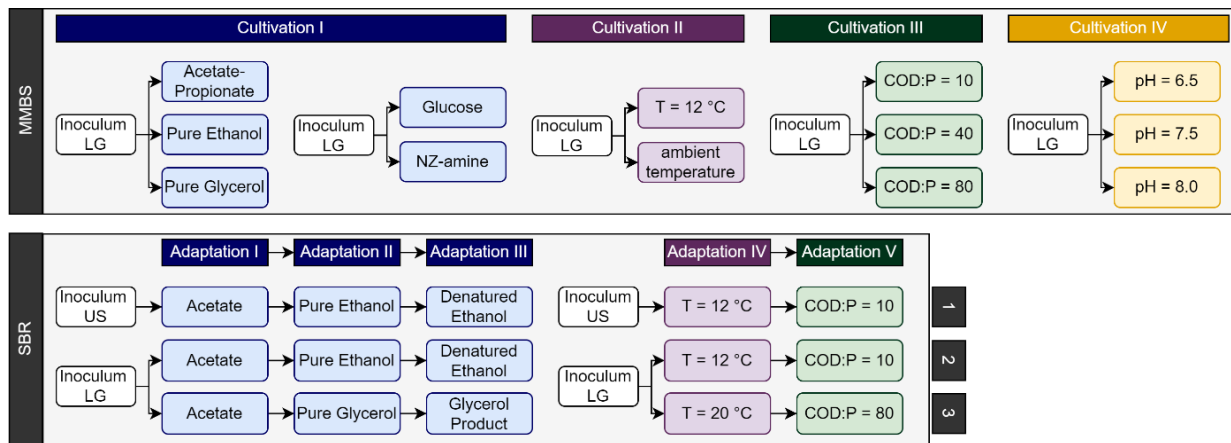 Cultivation I
Cultivation II
Cultivation III
Cultivation IV
MMBS
Inoculum
LG
Acetate-
Propionate
Pure Ethanol
Pure Glycerol
Inoculum
LG
Glucose
NZ-amine
Inoculum
LG
T = 12 °C
ambient
temperature
Inoculum
LG
COD:P = 10
COD:P = 40
COD:P = 80
Inoculum
LG
pH = 6.5
pH = 7.5
pH = 8.0
SBR
Adaptation I
Adaptation II
Adaptation III
Adaptation IV
Adaptation V
Inoculum
US
Acetate
Pure Ethanol
Denatured
Ethanol
Inoculum
US
T = 12 °C
COD:P = 10
1
Inoculum
LG
Acetate
Pure Ethanol
Denatured
Ethanol
Inoculum
LG
T = 12 °C
COD:P = 10
2
Acetate
Pure Glycerol
Glycerol
Product
T = 20 °C
COD:P = 80
3